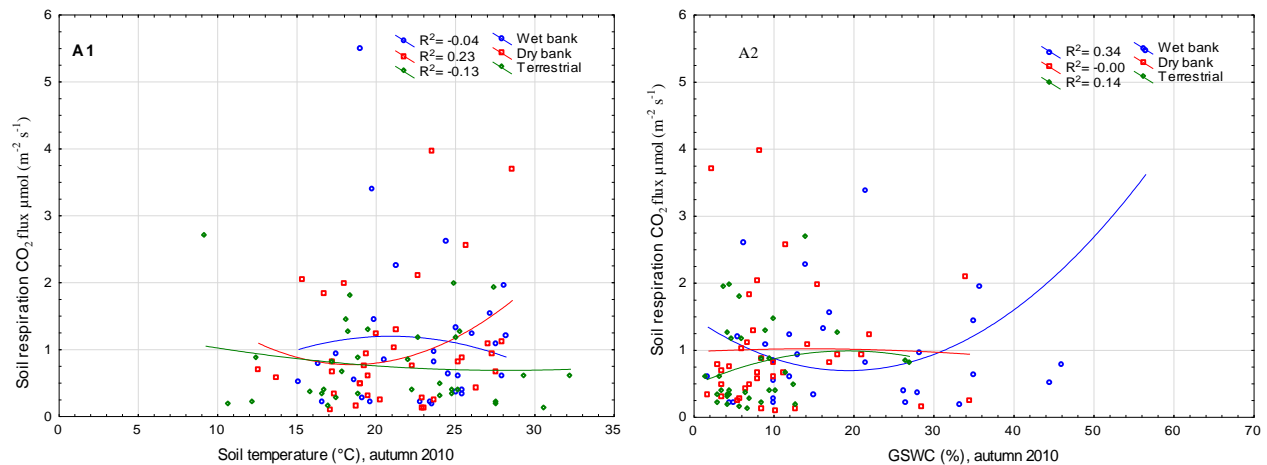 A1
R²= -0.04 Wet bank
R²= 0.23 Dry bank
R²= -0.13 Terrestrial
6
5
4
3
2
1
0
0 5 10 15 20 25 30 35
Soil temperature (°C), autumn 2010
Soil respiration CO₂ flux µmol (m⁻² s⁻¹)
A2
R²= 0.34 Wet bank
R²= -0.00 Dry bank
R²= 0.14 Terrestrial
6
5
4
3
2
1
0
0 10 20 30 40 50 60 70
GSWC (%), autumn 2010
Soil respiration CO₂ flux µmol (m⁻² s⁻¹)